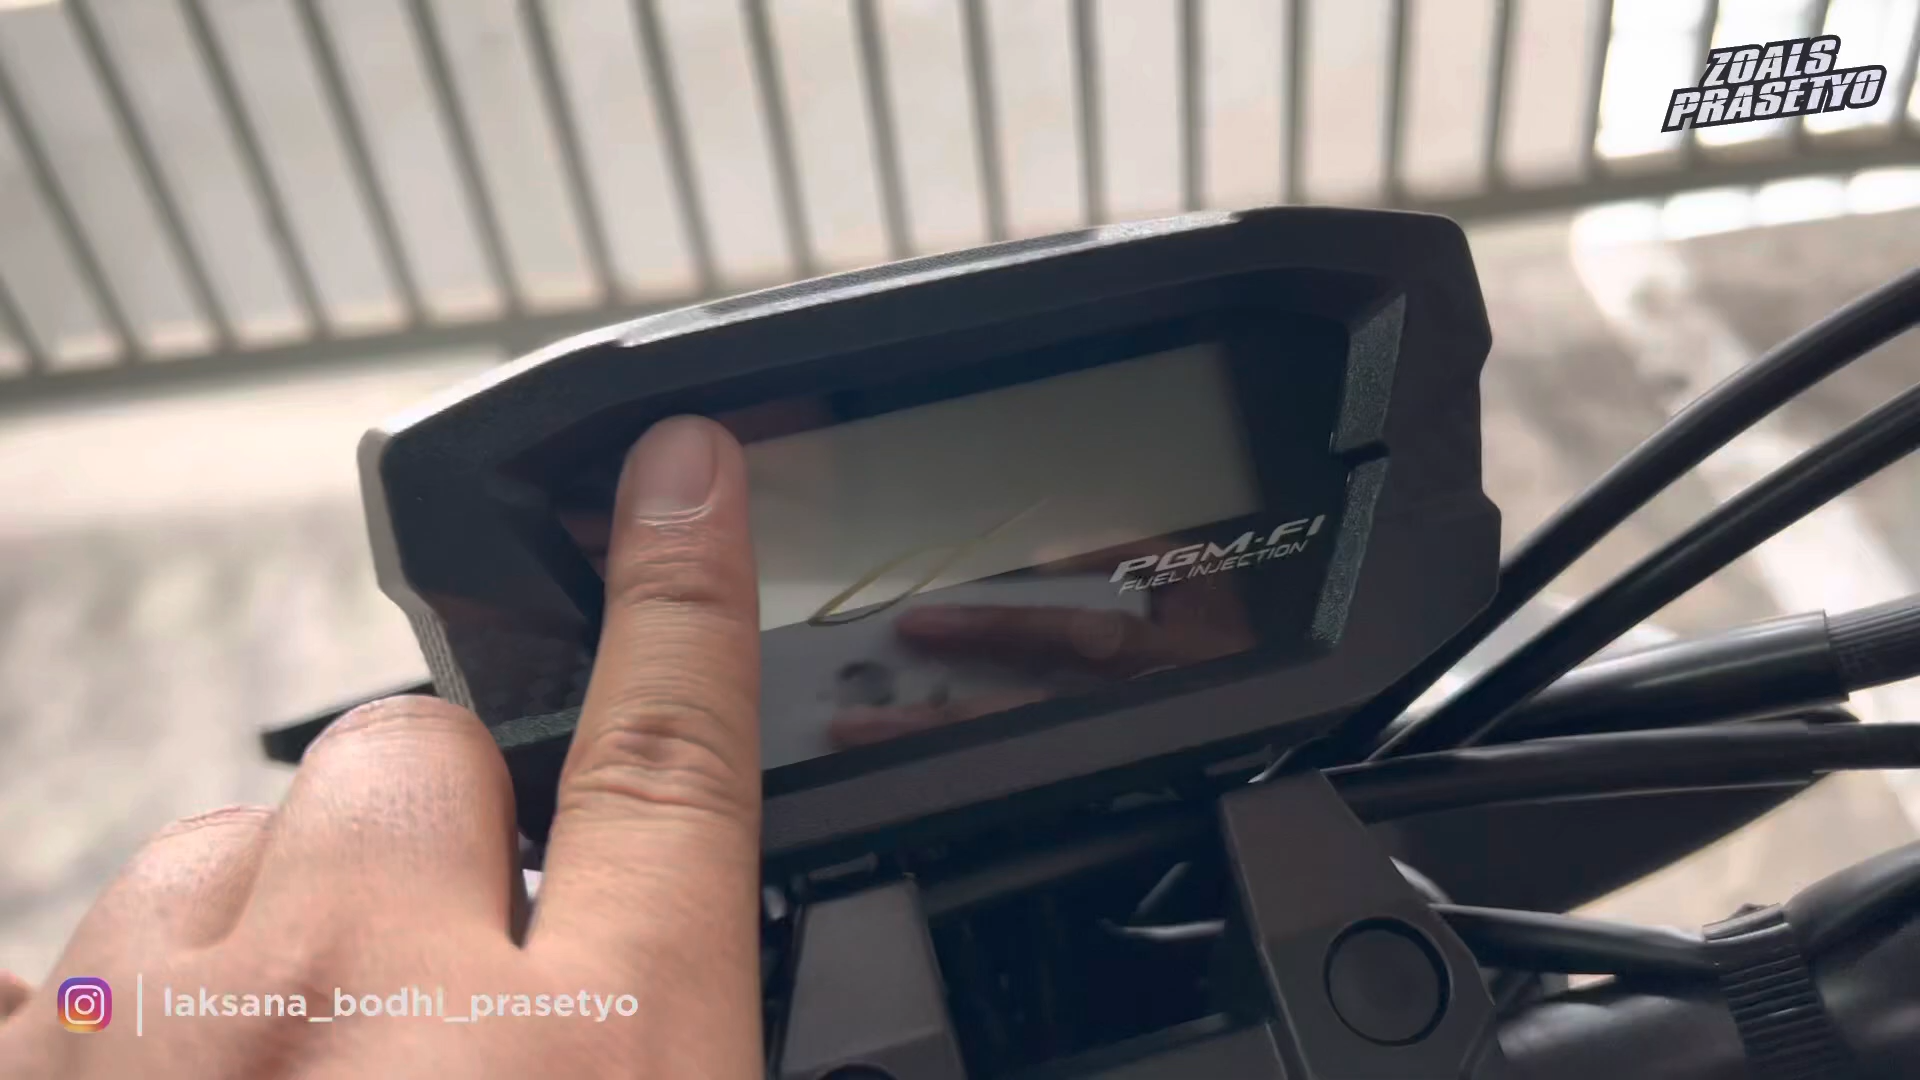 ZOALS
PRASETYO
PGM-FI
FUEL INJECTION
laksana_bodhi_prasetyo